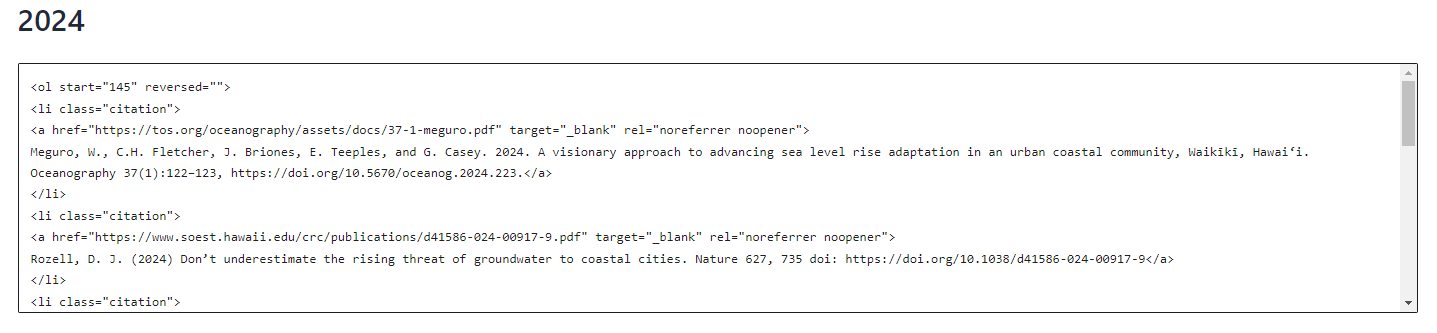 2024
<ol start="145" reversed="">
<li class="citation">
<a href="https://tos.org/oceanography/assets/docs/37-1-meguro.pdf" target="_blank" rel="noreferrer noopener">
Meguro, W., C.H. Fletcher, J. Briones, E. Teeples, and G. Casey. 2024. A visionary approach to advancing sea level rise adaptation in an urban coastal community, Waikīkī, Hawaiʻi.
Oceanography 37(1):122–123, https://doi.org/10.5670/oceanog.2024.223.</a>
</li>
<li class="citation">
<a href="https://www.soest.hawaii.edu/crc/publications/d41586-024-00917-9.pdf" target="_blank" rel="noreferrer noopener">
Rozell, D. J. (2024) Don’t underestimate the rising threat of groundwater to coastal cities. Nature 627, 735 doi: https://doi.org/10.1038/d41586-024-00917-9</a>
</li>
<li class="citation">